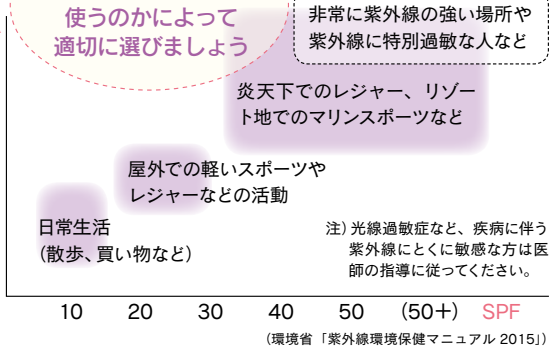 使うのかによって
適切に選びましょう
非常に紫外線の強い場所や
紫外線に特別過敏な人など
炎天下でのレジャー、リゾー
ト地でのマリンスポーツなど
屋外での軽いスポーツや
レジャーなどの活動
日常生活
（散歩、買い物など）
注）光線過敏症など、疾病に伴う
紫外線にとくに敏感な方は医
師の指導に従ってください。
10 20 30 40 50 (50+) SPF
（環境省「紫外線環境保健マニュアル 2015」）